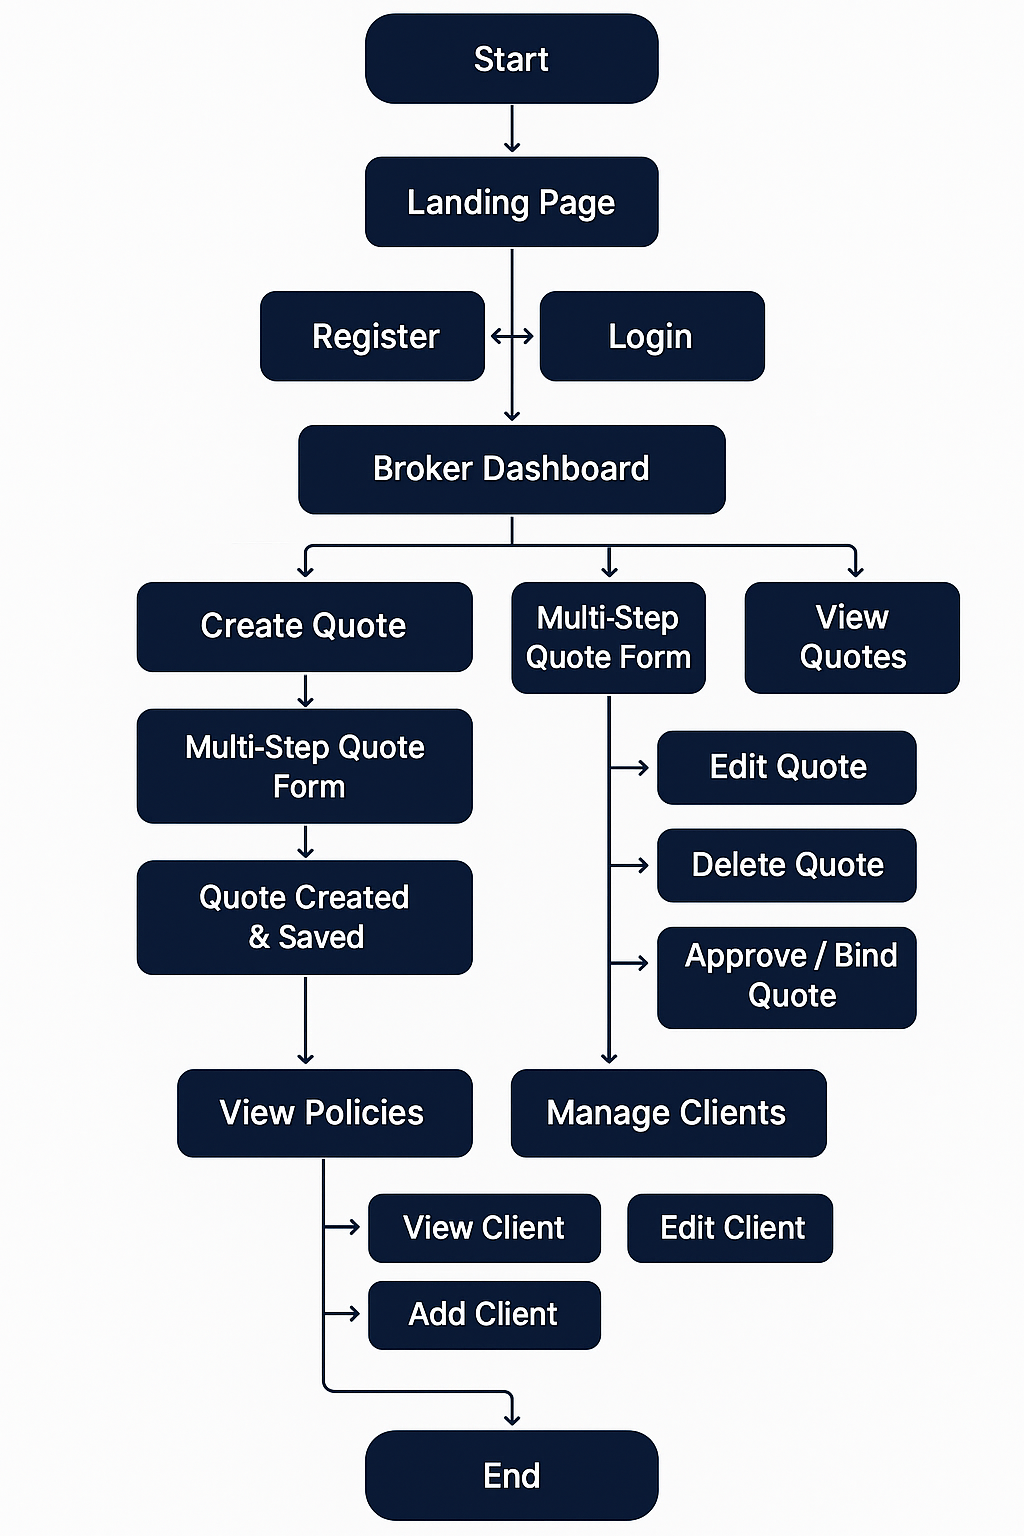 Start
Landing Page
Register
Login
Broker Dashboard
Create Quote
Multi-Step
Quote Form
View
Quotes
Multi-Step Quote
Form
Edit Quote
Delete Quote
Quote Created
& Saved
Approve / Bind
Quote
View Policies
Manage Clients
View Client
Edit Client
Add Client
End